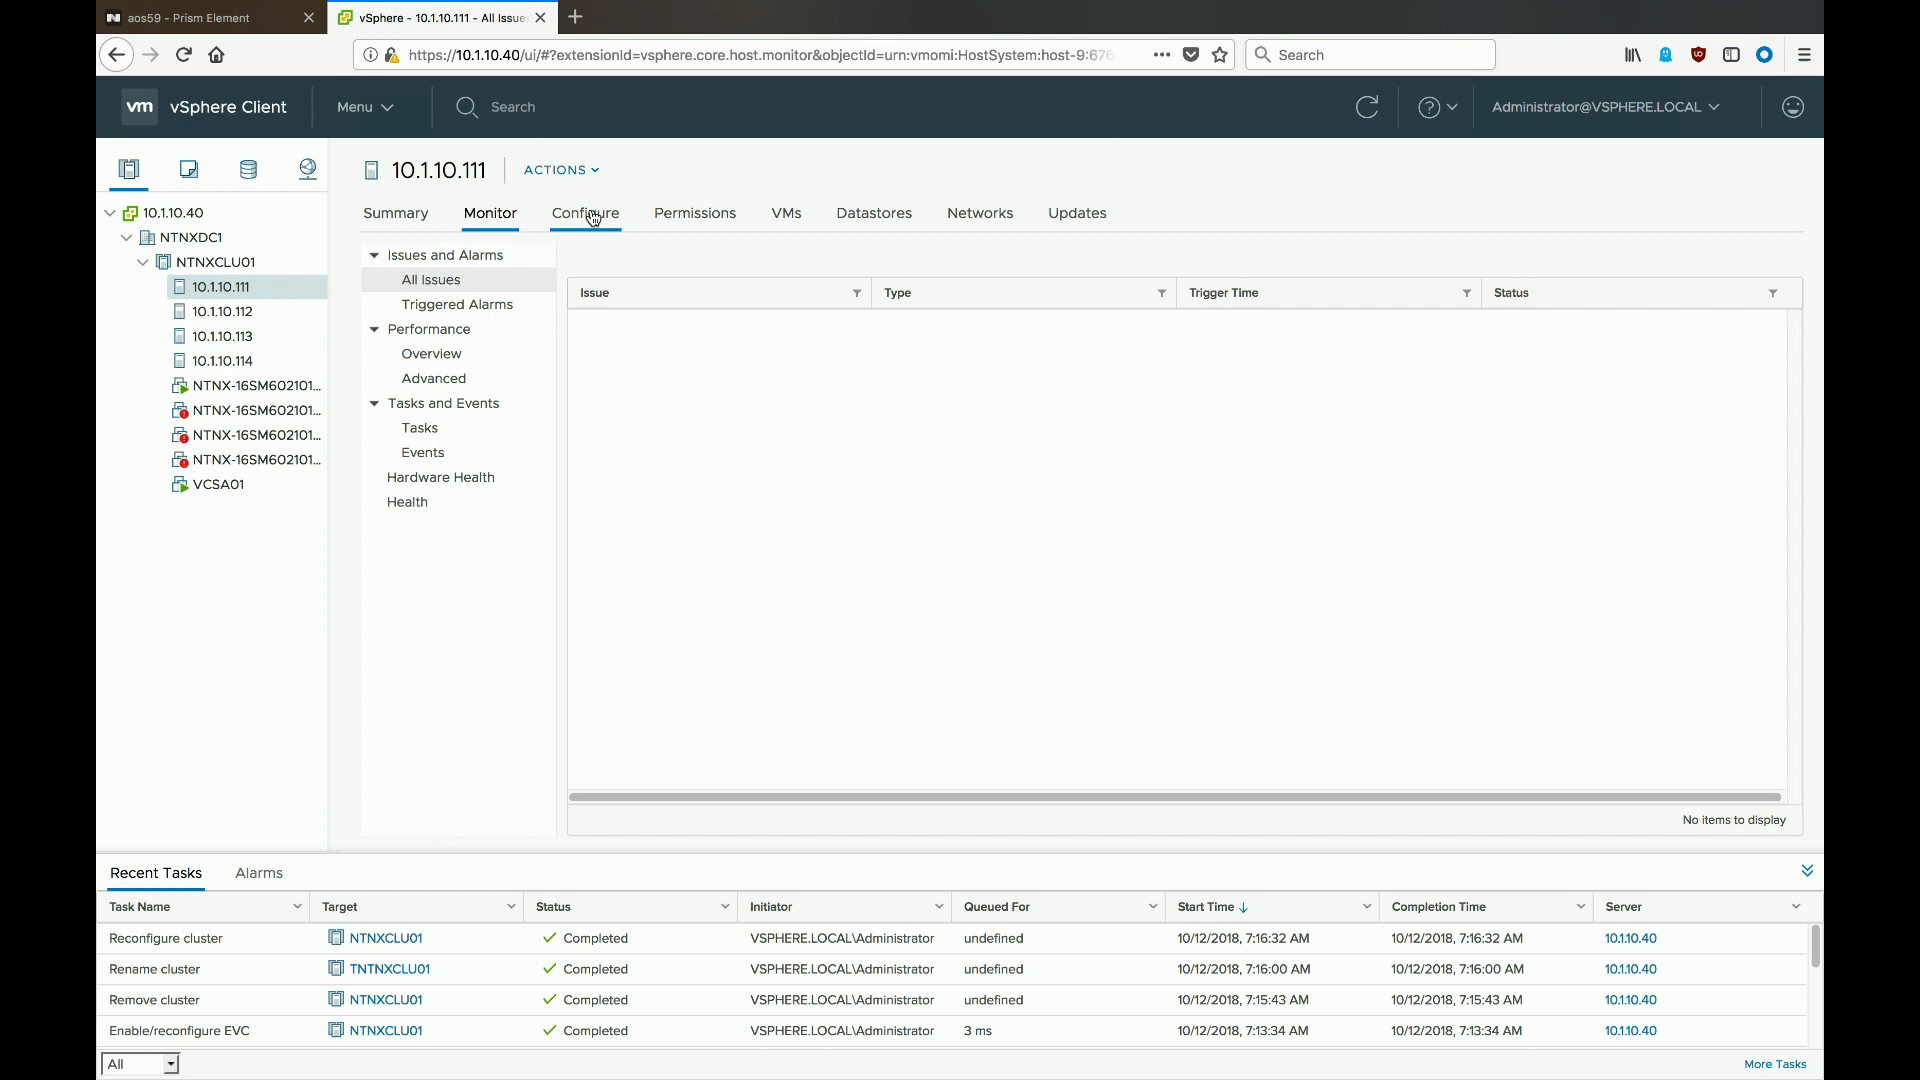 aos59 - Prism Element
vSphere - 10.1.10.111 - All Issue
https://10.1.10.40/ui/#?extensionId=vsphere.core.host.monitor&objectId=urn:vmomi:HostSystem:host-9:676
Search
vm vSphere Client
Menu
Search
Administrator@VSPHERE.LOCAL
10.1.10.111
ACTIONS
Summary Monitor Configure Permissions VMs Datastores Networks Updates
10.1.10.40
NTNXDC1
NTNXCLU01
10.1.10.111
10.1.10.112
10.1.10.113
10.1.10.114
NTNX-16SM602101...
NTNX-16SM602101...
NTNX-16SM602101...
NTNX-16SM602101...
VCSA01
Issues and Alarms
All Issues
Triggered Alarms
Performance
Overview
Advanced
Tasks and Events
Tasks
Events
Hardware Health
Health
Issue Type Trigger Time Status
No items to display
Recent Tasks Alarms
Task Name Target Status Initiator Queued For Start Time Completion Time Server
Reconfigure cluster NTNXCLU01 Completed VSPHERE.LOCAL\Administrator undefined 10/12/2018, 7:16:32 AM 10/12/2018, 7:16:32 AM 10.1.10.40
Rename cluster TNTNXCLU01 Completed VSPHERE.LOCAL\Administrator undefined 10/12/2018, 7:16:00 AM 10/12/2018, 7:16:00 AM 10.1.10.40
Remove cluster NTNXCLU01 Completed VSPHERE.LOCAL\Administrator undefined 10/12/2018, 7:15:43 AM 10/12/2018, 7:15:43 AM 10.1.10.40
Enable/reconfigure EVC NTNXCLU01 Completed VSPHERE.LOCAL\Administrator 3 ms 10/12/2018, 7:13:34 AM 10/12/2018, 7:13:34 AM 10.1.10.40
All
More Tasks